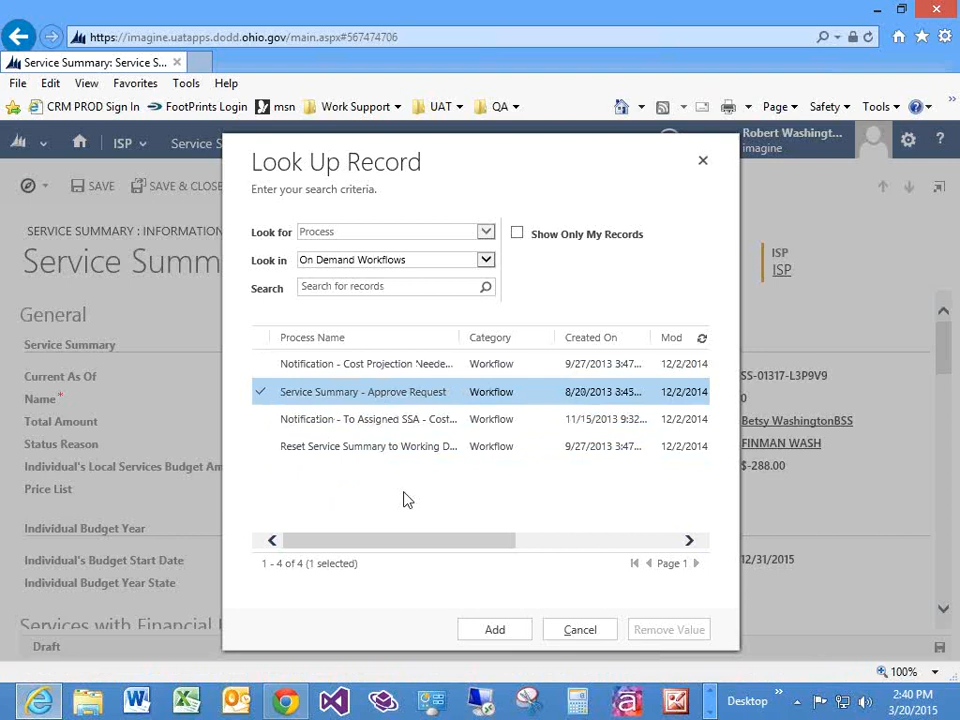 https://imagine.uatapps.dodd.ohio.gov/main.aspx#567474706
Service Summary: Service S...
File Edit View Favorites Tools Help
CRM PROD Sign In FootPrints Login msn Work Support UAT QA Page Safety Tools
ISP Service S
Robert Washingt...
imagine
SAVE SAVE & CLOSE
SERVICE SUMMARY : INFORMATION
Service Summ
ISP
ISP
General
Service Summary
Current As Of
SS-01317-L3P9V9
Name*
0
Total Amount
Betsy WashingtonBSS
Status Reason
FINMAN WASH
Individual's Local Services Budget Am
$-288.00
Price List
Individual Budget Year
Individual's Budget Start Date
12/31/2015
Individual Budget Year State
Services with Financial
Draft
Look Up Record
Enter your search criteria.
Look for Process
Show Only My Records
Look in On Demand Workflows
Search Search for records
Process Name Category Created On Mod
Notification - Cost Projection Neede... Workflow 9/27/2013 3:47... 12/2/2014
Service Summary - Approve Request Workflow 8/20/2013 3:45... 12/2/2014
Notification - To Assigned SSA - Cost... Workflow 11/15/2013 9:32... 12/2/2014
Reset Service Summary to Working D... Workflow 9/27/2013 3:47... 12/2/2014
1 - 4 of 4 (1 selected)
Page 1
Add Cancel Remove Value
100%
Desktop
2:40 PM
3/20/2015